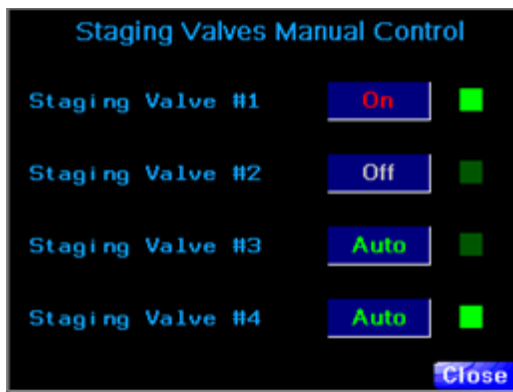 Staging Valves Manual Control
Staging Valve #1 On
Staging Valve #2 Off
Staging Valve #3 Auto
Staging Valve #4 Auto
Close